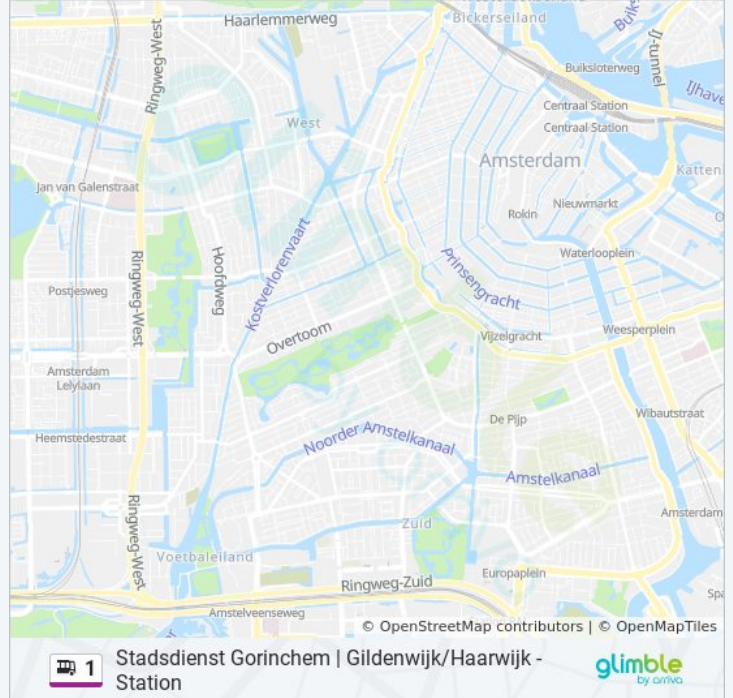 Haarlemmerweg
Bickerseiland
Ringweg-West
IJ-tunnel
Buiksloterweg
IJhave
Centraal Station
Centraal Station
West
Amsterdam
Katten
Jan van Galenstraat
Nieuwmarkt
Rokin
Kostverlorenvaart
Hoofdweg
Waterlooplein
Ringweg-West
Prinsengracht
Postjesweg
Overtoom
Vijzelgracht
Weesperplein
Amsterdam
Lelylaan
De Pijp
Wibautstraat
Heemstedestraat
Noorder Amstelkanaal
Amstelkanaal
Ringweg-West
Zuid
Amsterdam
Voetbaleiland
Europaplein
Ringweg-Zuid
Spa
Amstelveenseweg
© OpenStreetMap contributors | © OpenMapTiles
1
Stadsdienst Gorinchem | Gildenwijk/Haarwijk -
Station
glimble
by arriva